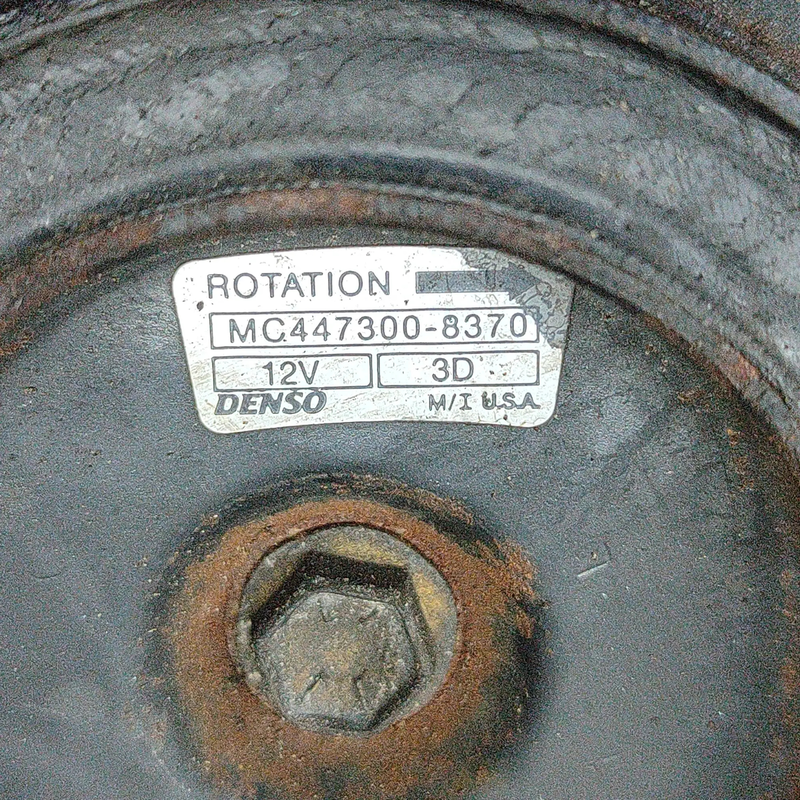 ROTATION
MC447300-8370
12V 3D
DENSO M/I U.S.A.